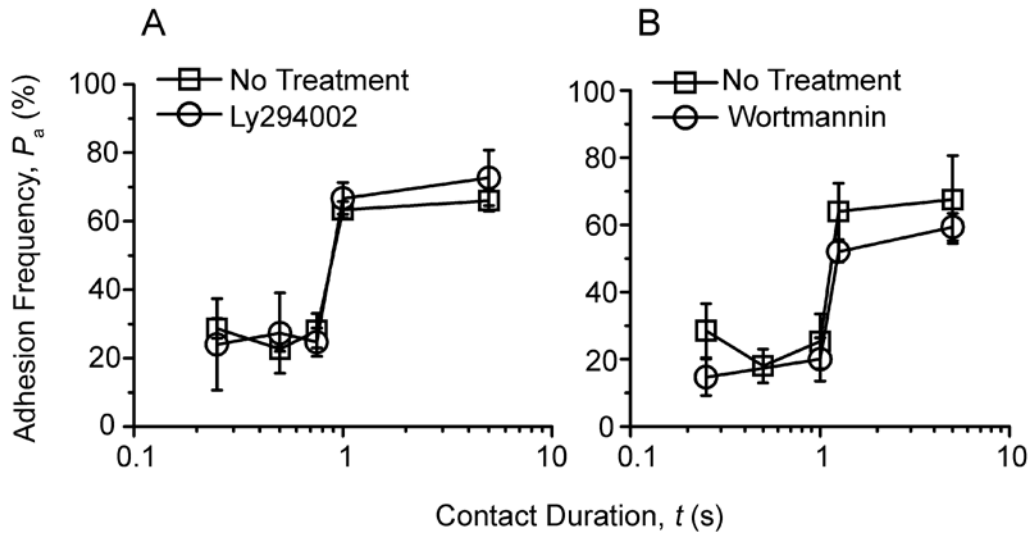 A
No Treatment
Ly294002
Adhesion Frequency, Pa (%)
100
80
60
40
20
0
0.1
1
10
B
No Treatment
Wortmannin
100
80
60
40
20
0
0.1
1
10
Contact Duration, t (s)